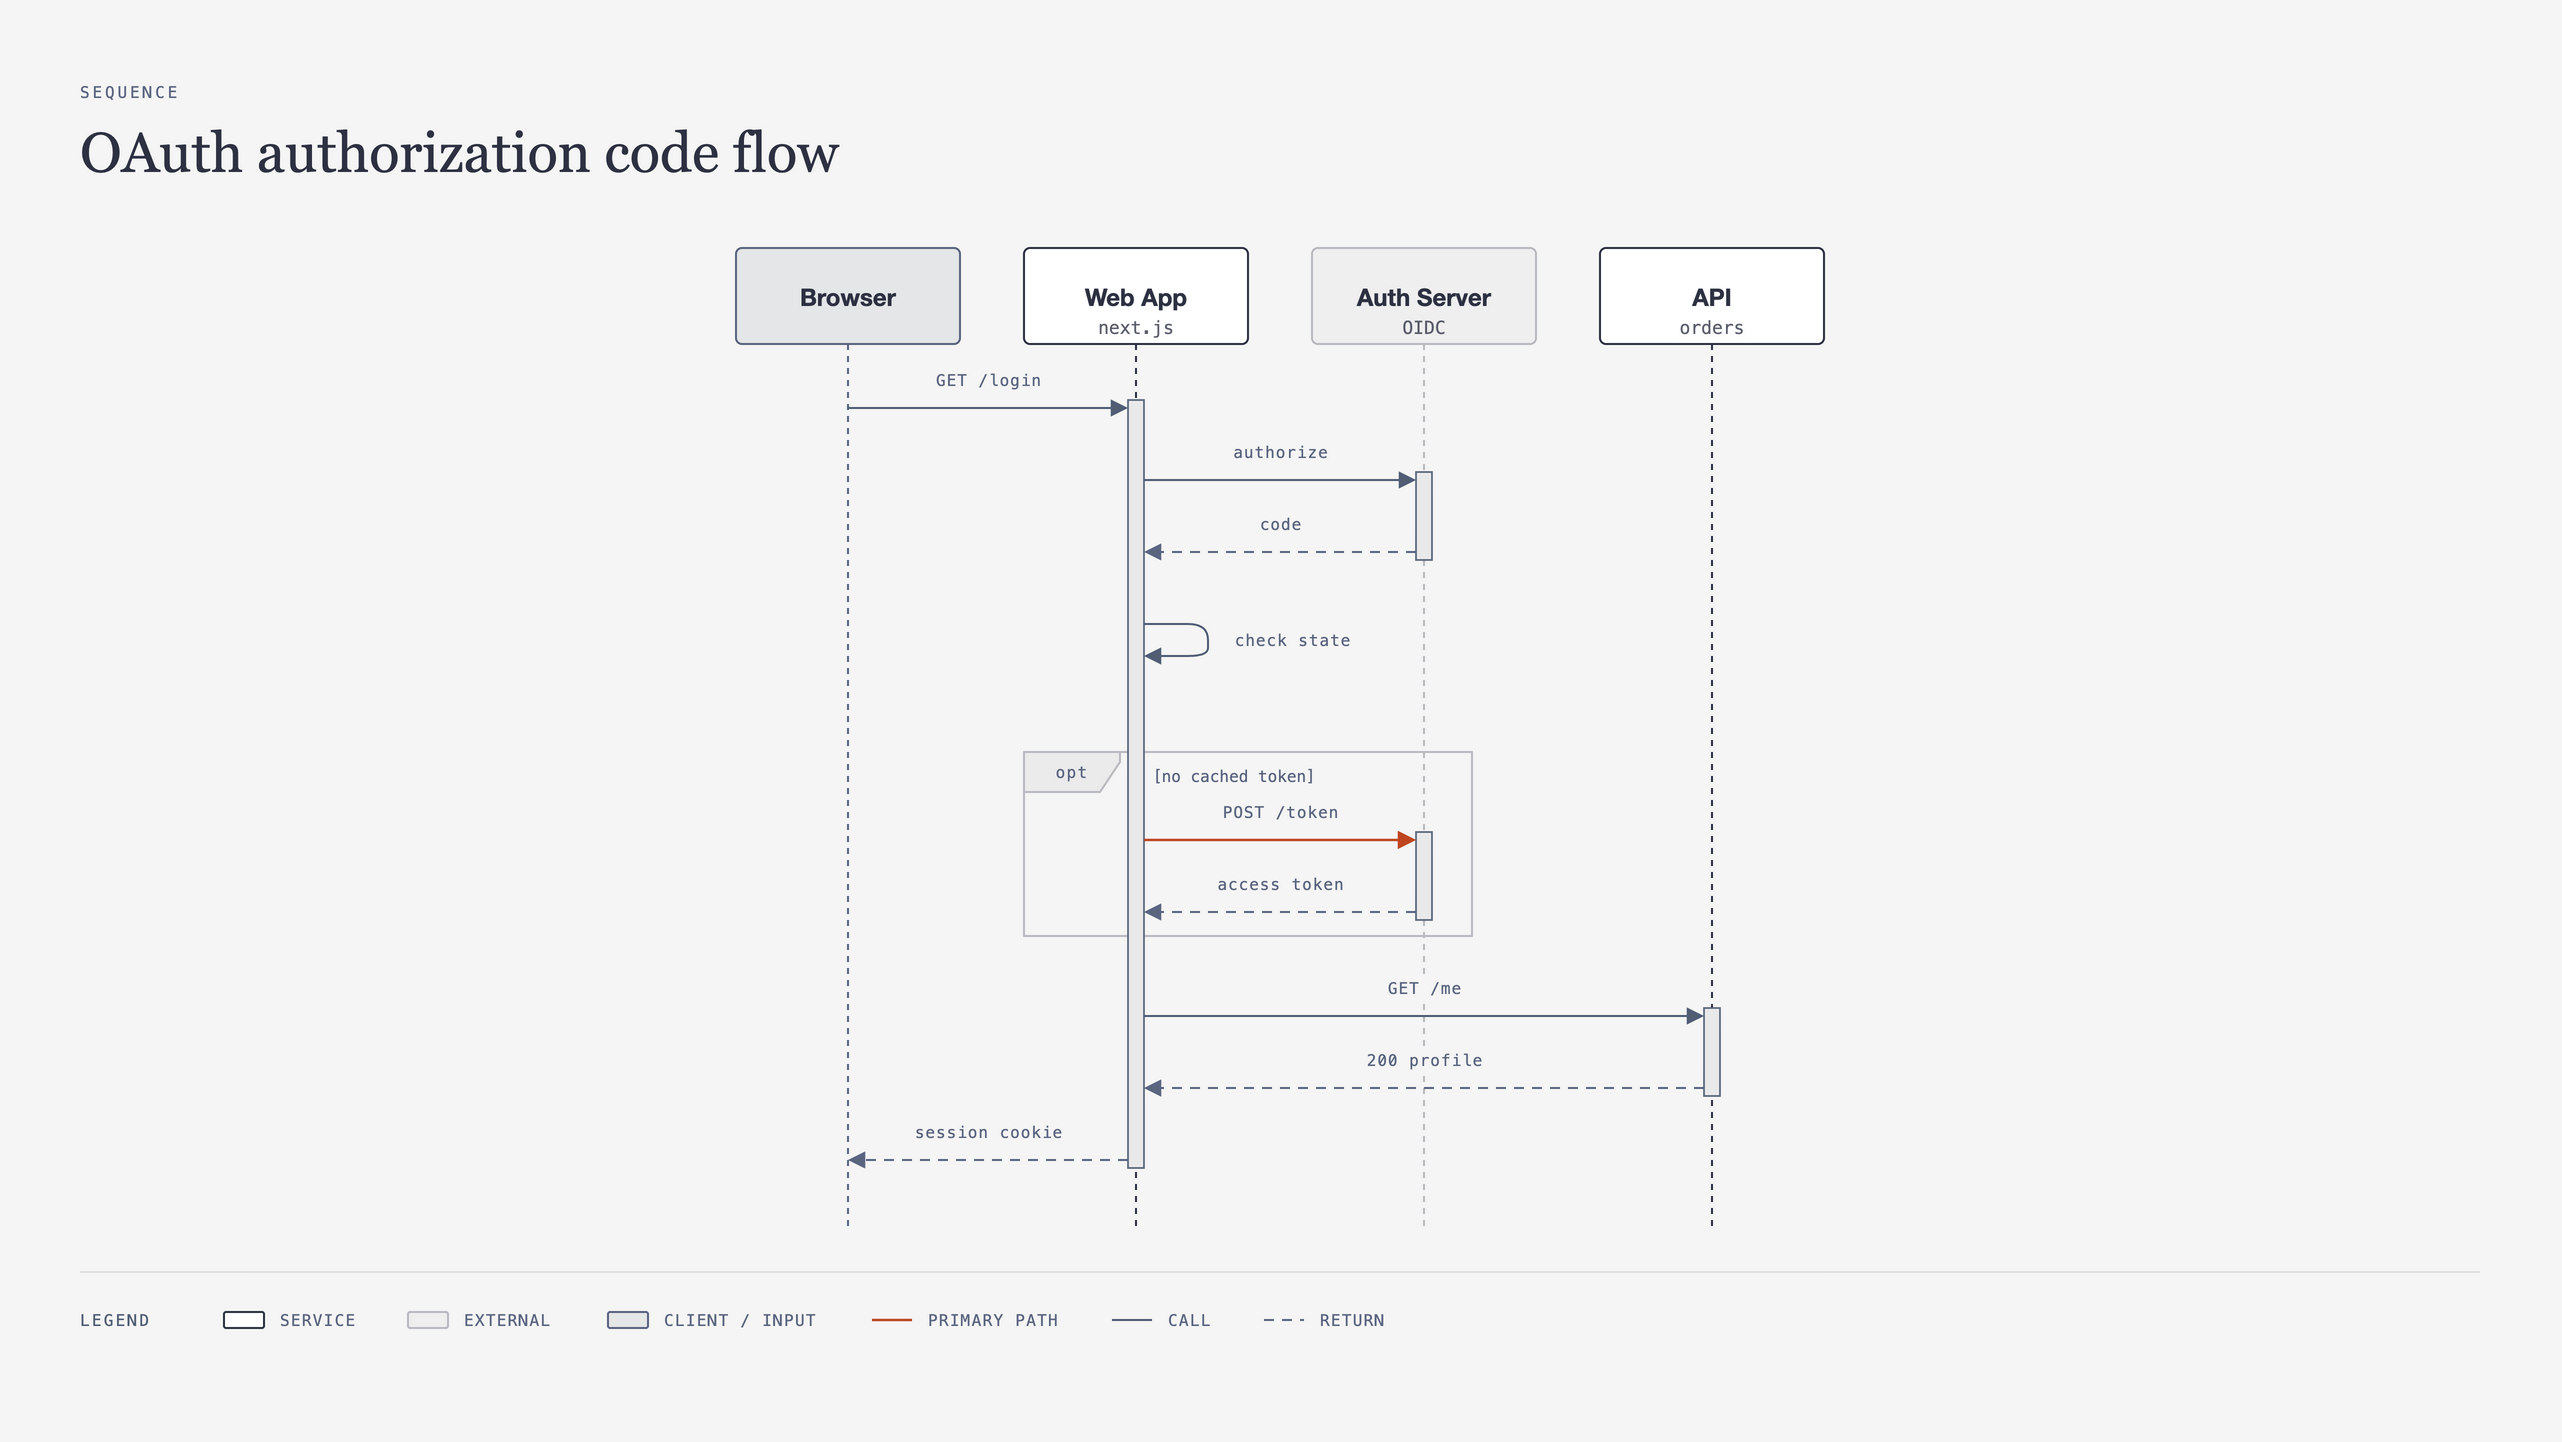 SEQUENCE
OAuth authorization code flow
Browser
Web App
next.js
Auth Server
OIDC
API
orders
GET /login
authorize
code
check state
opt
[no cached token]
POST /token
access token
GET /me
200 profile
session cookie
LEGEND
SERVICE
EXTERNAL
CLIENT / INPUT
PRIMARY PATH
CALL
RETURN